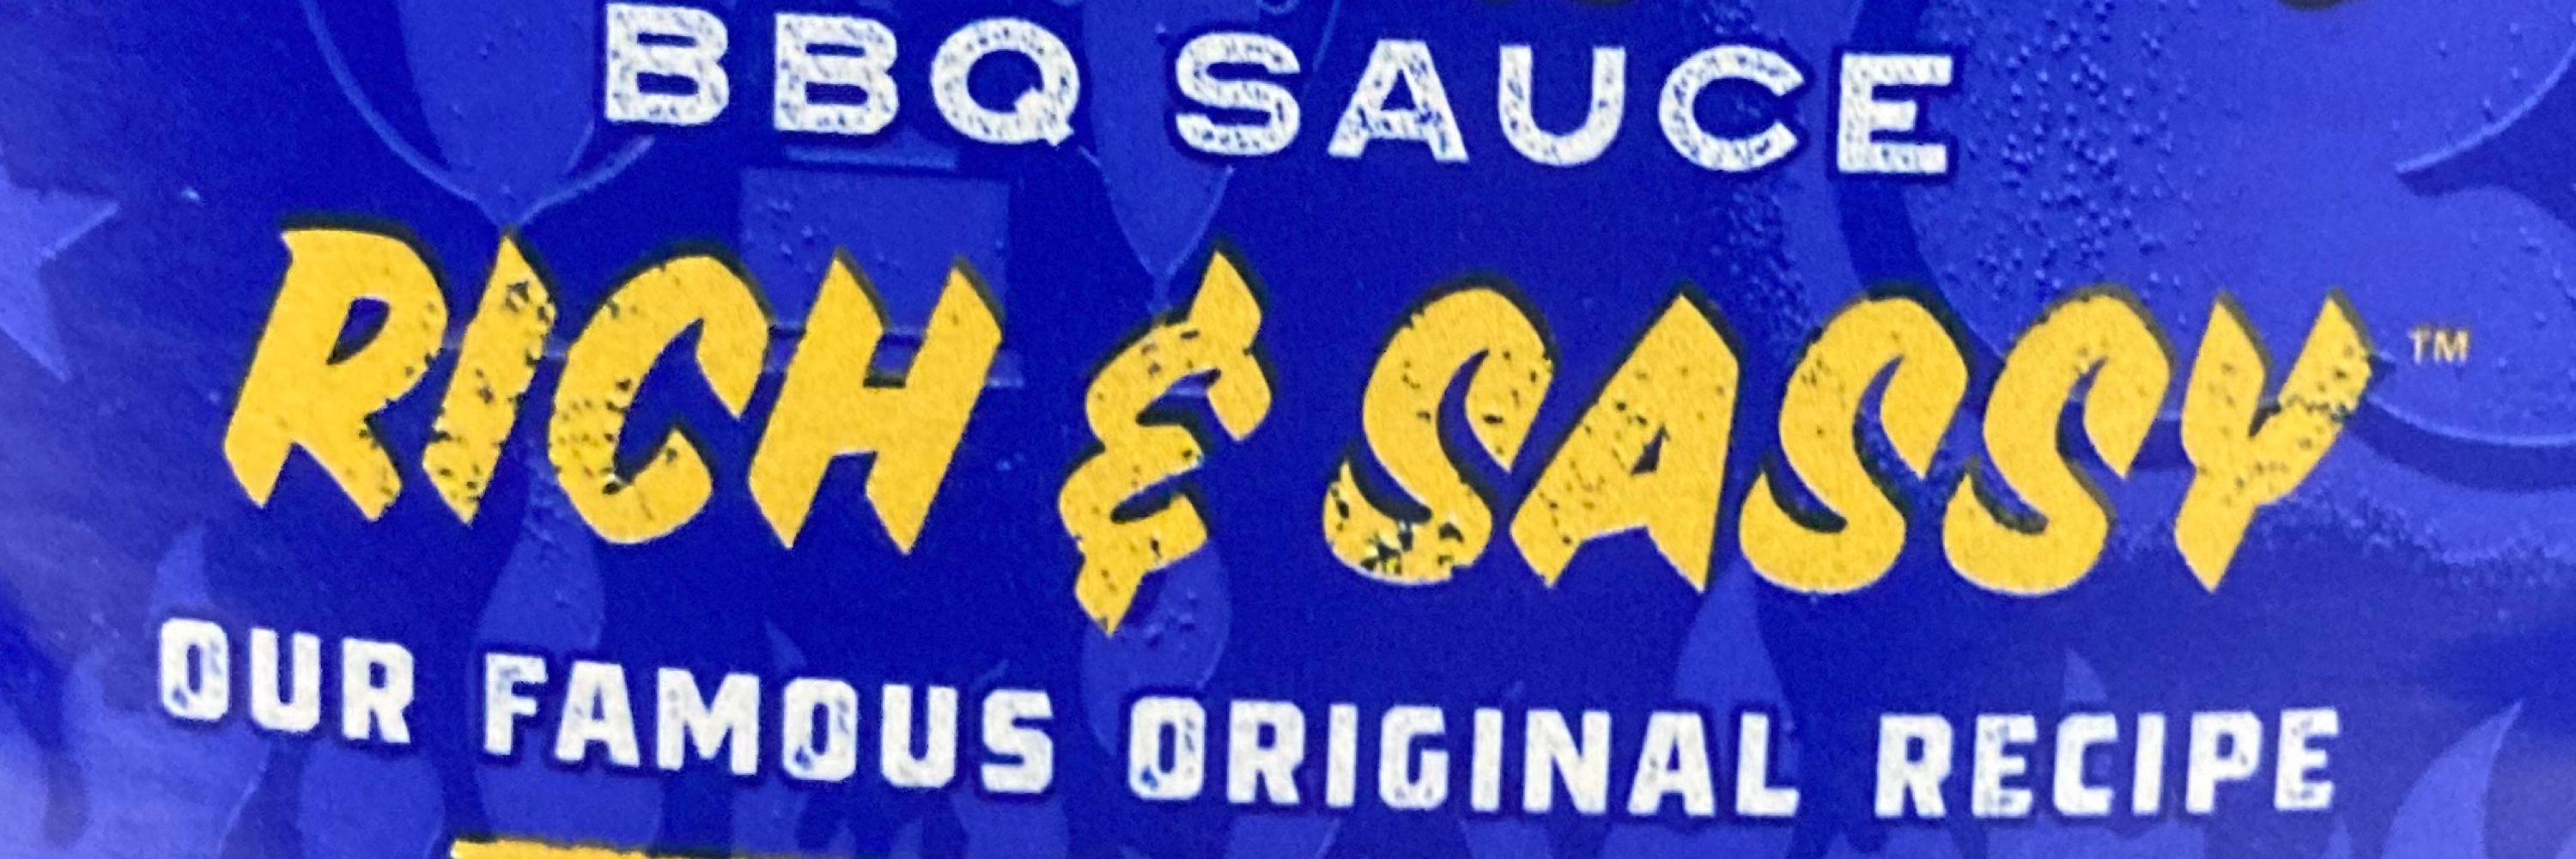 BBQ SAUCE
RICH & SASSY™
OUR FAMOUS ORIGINAL RECIPE